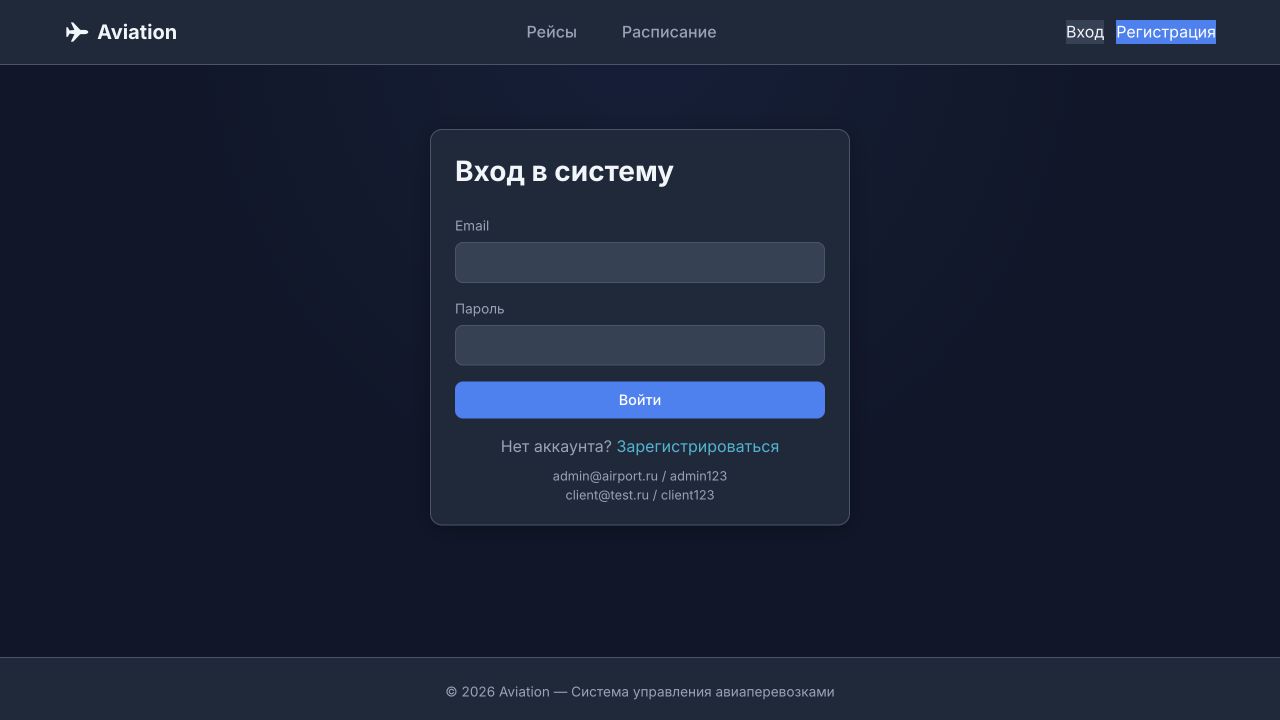 Aviation
Рейсы
Расписание
Вход
Регистрация
Вход в систему
Email
Пароль
Войти
Нет аккаунта? Зарегистрироваться
admin@airport.ru / admin123
client@test.ru / client123
© 2026 Aviation — Система управления авиаперевозками